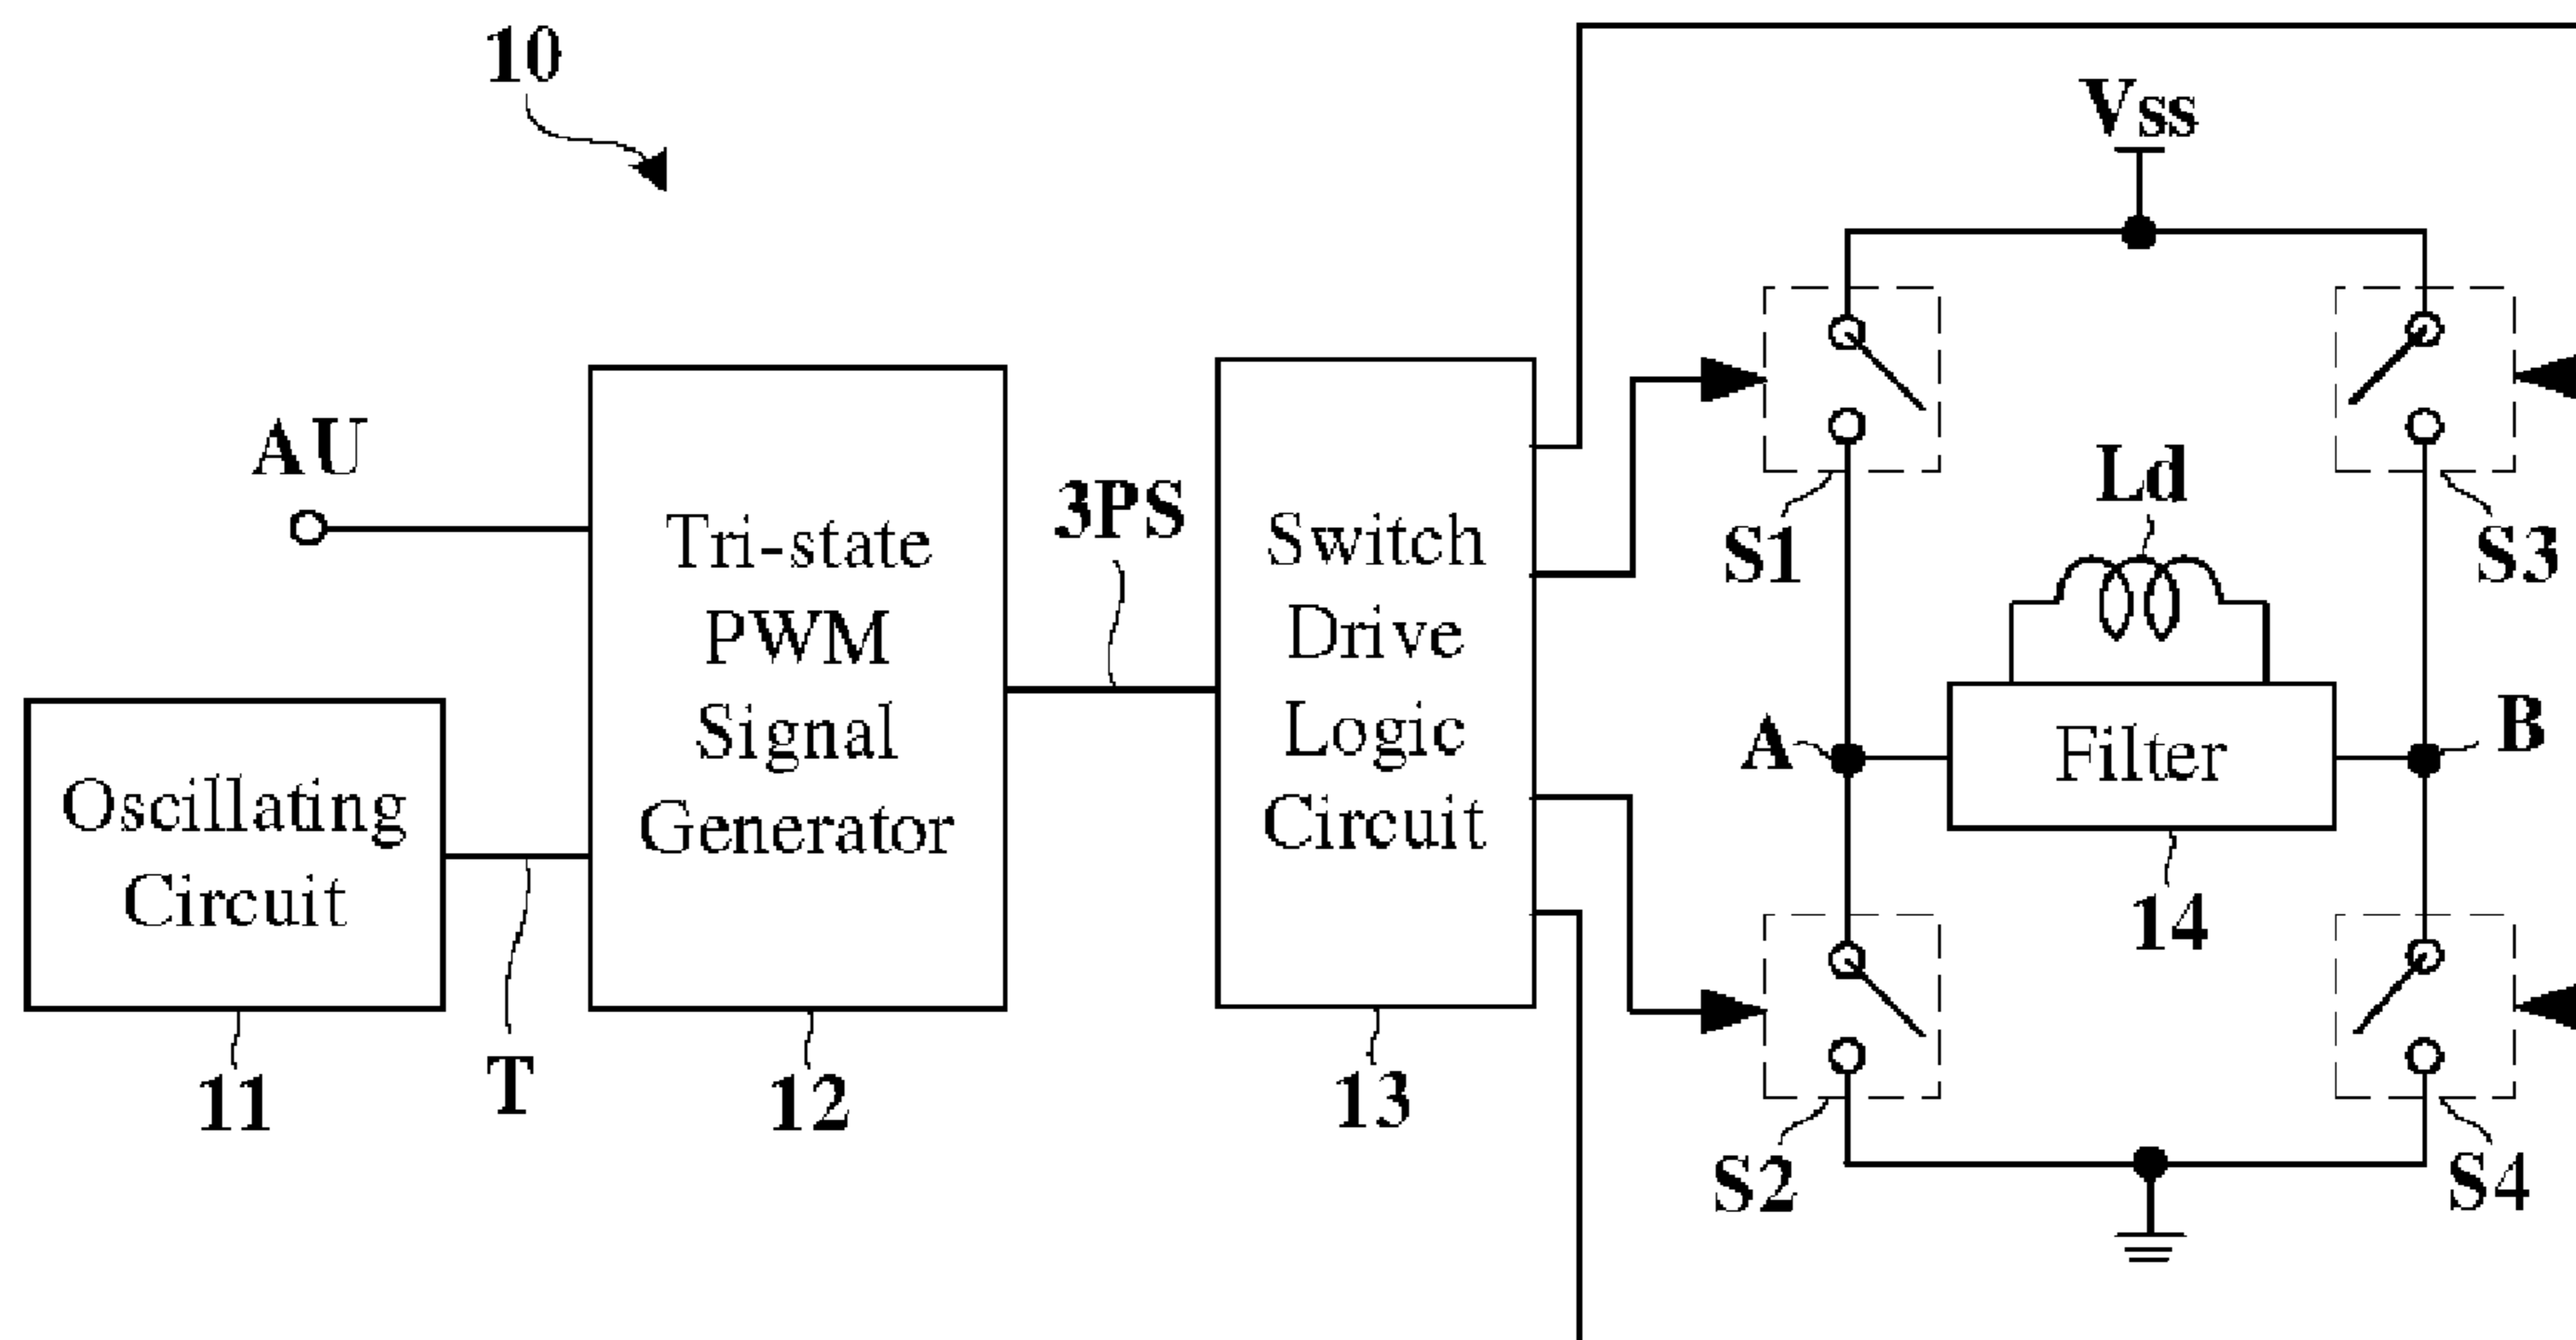 10
Vss
AU
3PS
Tri-state
PWM
Signal
Generator
Switch
Drive
Logic
Circuit
S1
Ld
S3
Oscillating
Circuit
A
Filter
B
14
11
T
12
13
S2
S4